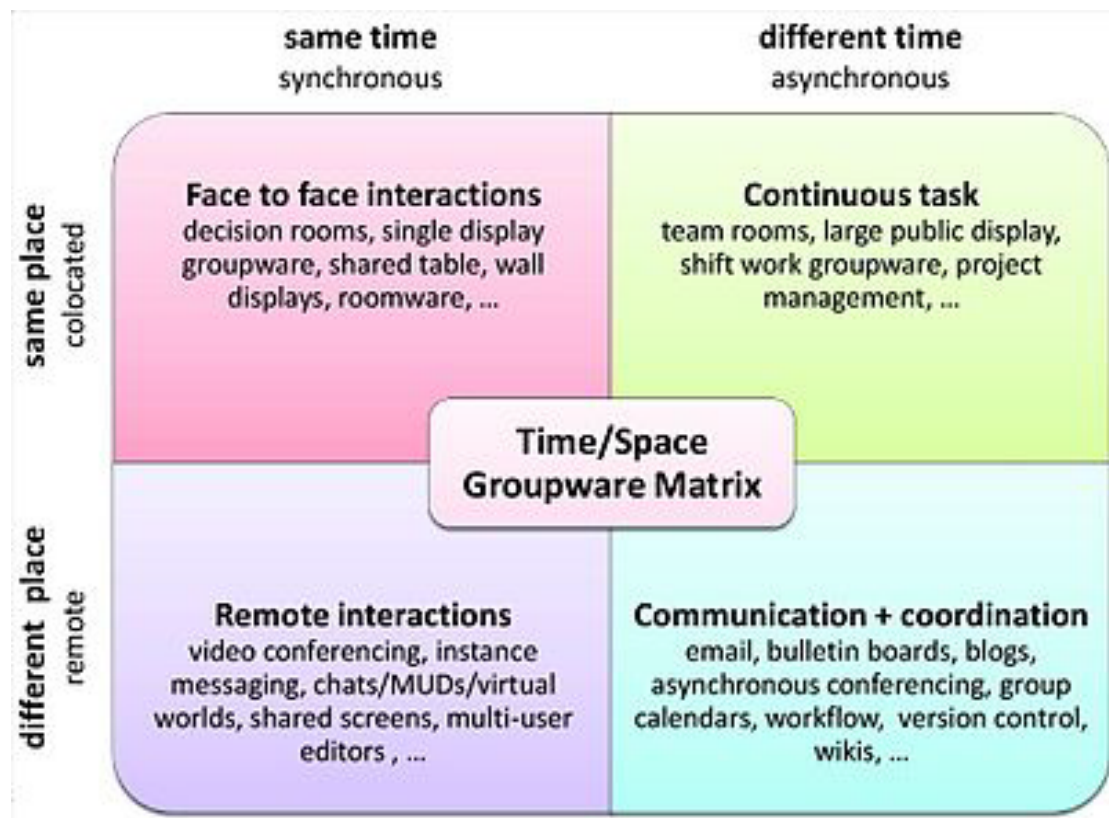 same time
synchronous
different time
asynchronous
same place
colocated
Face to face interactions
decision rooms, single display
groupware, shared table, wall
displays, roomware, ...
Continuous task
team rooms, large public display,
shift work groupware, project
management, ...
Time/Space
Groupware Matrix
different place
remote
Remote interactions
video conferencing, instance
messaging, chats/MUDs/virtual
worlds, shared screens, multi-user
editors , ...
Communication + coordination
email, bulletin boards, blogs,
asynchronous conferencing, group
calendars, workflow, version control,
wikis, ...